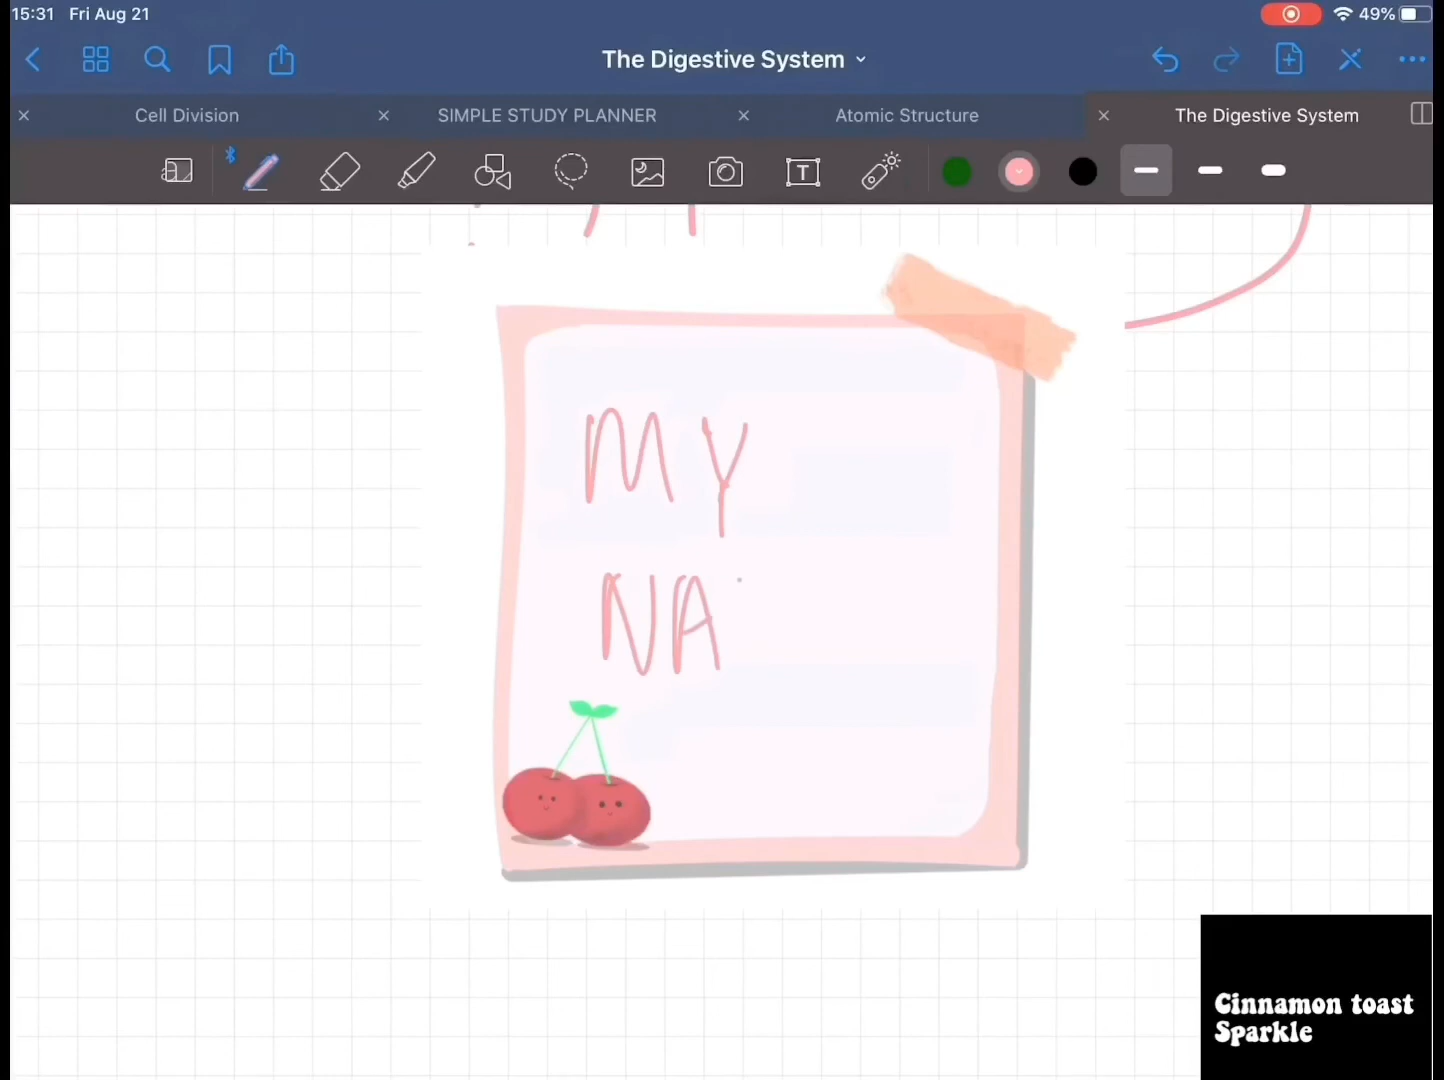 15:31 Fri Aug 21
49%
The Digestive System
Cell Division
SIMPLE STUDY PLANNER
Atomic Structure
The Digestive System
T
MY
NA
Cinnamon toast
Sparkle